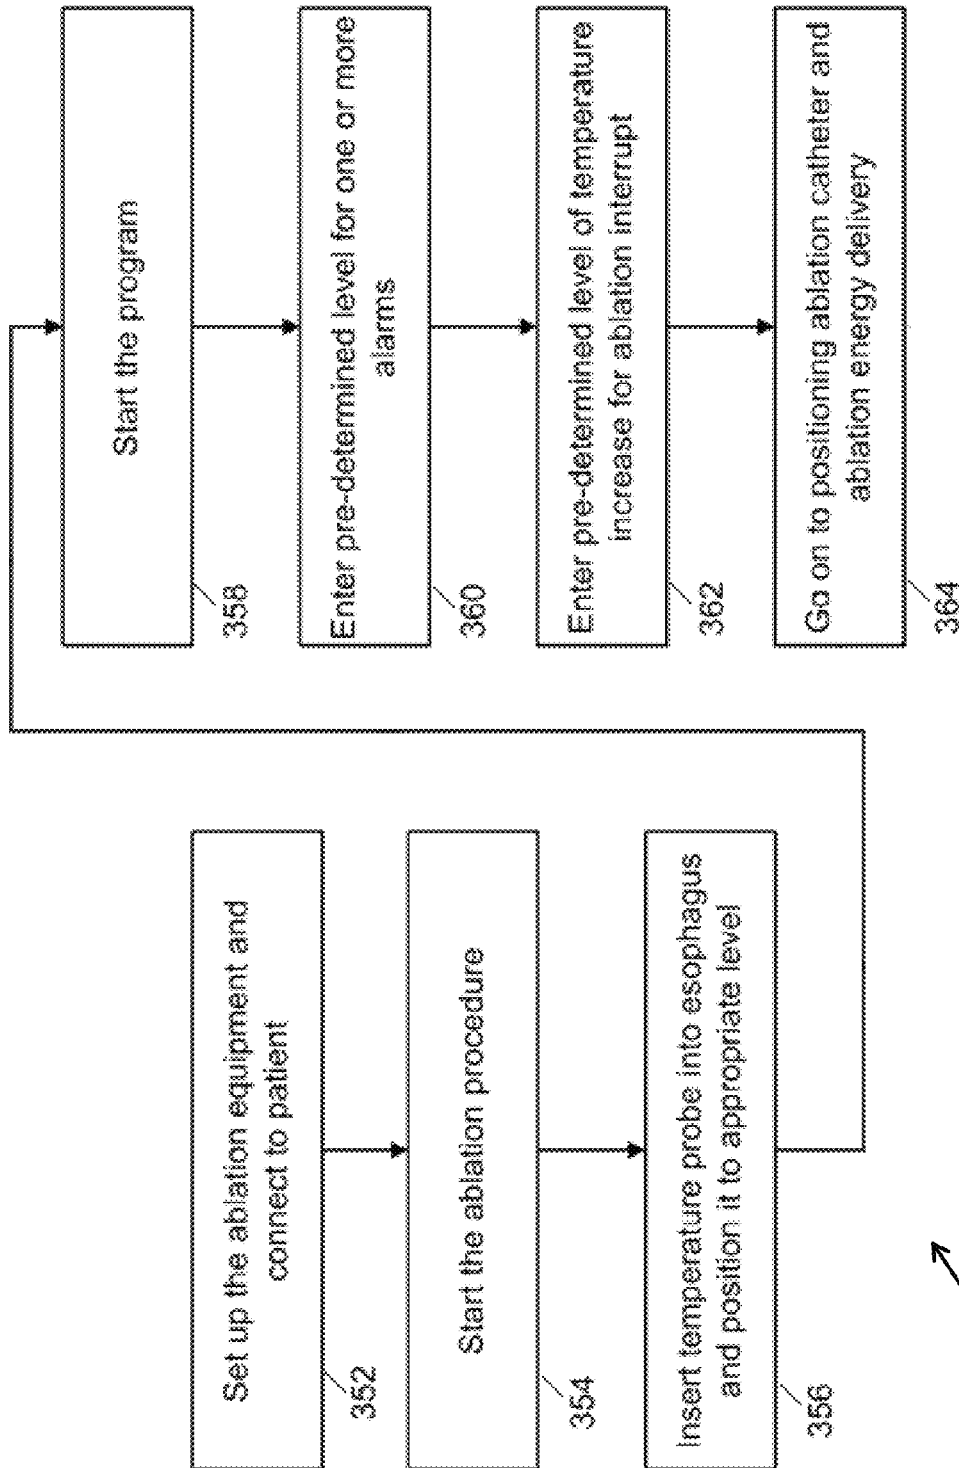 Set up the ablation equipment and
connect to patient
352
Start the ablation procedure
354
Insert temperature probe into esophagus
and position it to appropriate level
356
Start the program
358
Enter pre-determined level for one or more
alarms
360
Enter pre-determined level of temperature
increase for ablation interrupt
362
Go on to positioning ablation catheter and
ablation energy delivery
364